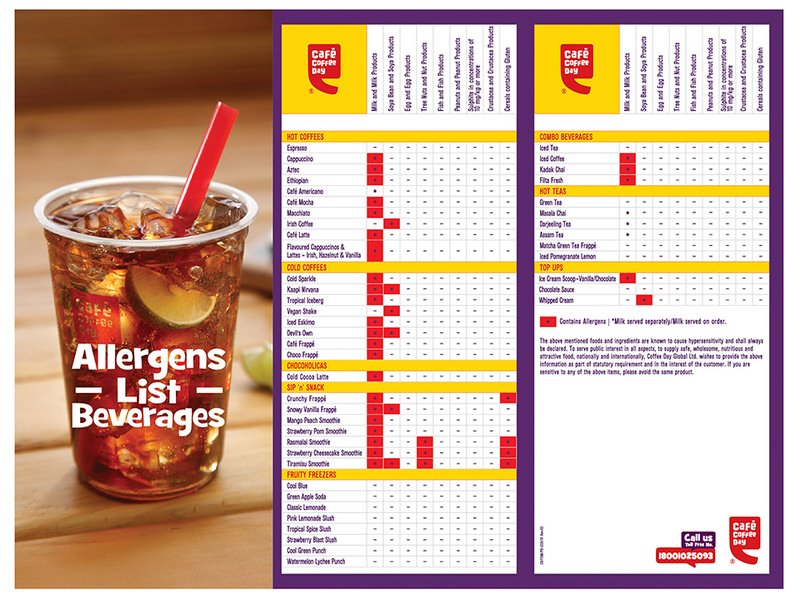 Café
Coffee
Day
Allergens
– List –
Beverages
Café
Coffee
Day
®
Milk and Milk Products
Soya Bean and Soya Products
Egg and Egg Products
Tree Nuts and Nut Products
Fish and Fish Products
Peanuts and Peanut Products
Sulphite in concentrations of
10 mg/kg or more
Crustacea and Crustacea Products
Cereals containing Gluten
HOT COFFEES
Espresso
Cappuccino
Aztec
Ethiopian
Café Americano
Café Mocha
Macchiato
Irish Coffee
Café Latte
Flavoured Cappuccinos &
Lattes – Irish, Hazelnut & Vanilla
COLD COFFEES
Cold Sparkle
Kaapi Nirvana
Tropical Iceberg
Vegan Shake
Iced Eskimo
Devil's Own
Café Frappé
Choco Frappé
CHOCOHOLICAS
Cold Cocoa Latte
SIP 'n' SNACK
Crunchy Frappé
Snowy Vanilla Frappé
Mango Peach Smoothie
Strawberry Pom Smoothie
Rasmalai Smoothie
Strawberry Cheesecake Smoothie
Tiramisu Smoothie
FRUITY FREEZERS
Cool Blue
Green Apple Soda
Classic Lemonade
Pink Lemonade Slush
Tropical Spice Slush
Strawberry Blast Slush
Cool Green Punch
Watermelon Lychee Punch
Café
Coffee
Day
®
Milk and Milk Products
Soya Bean and Soya Products
Egg and Egg Products
Tree Nuts and Nut Products
Fish and Fish Products
Peanuts and Peanut Products
Sulphite in concentrations of
10 mg/kg or more
Crustacea and Crustacea Products
Cereals containing Gluten
COMBO BEVERAGES
Iced Tea
Iced Coffee
Kadak Chai
Filta Fresh
HOT TEAS
Green Tea
Masala Chai
Darjeeling Tea
Assam Tea
Matcha Green Tea Frappé
Iced Pomegranate Lemon
TOP UPS
Ice Cream Scoop–Vanilla/Chocolate
Chocolate Sauce
Whipped Cream
Contains Allergens | *Milk served separately/Milk served on order.
The above mentioned foods and ingredients are known to cause hypersensitivity and shall always
be declared. To serve public interest in all aspects, to supply safe, wholesome, nutritious and
attractive food, nationally and internationally, Coffee Day Global Ltd. wishes to provide the above
information as part of statutory requirement and in the interest of the customer. If you are
sensitive to any of the above items, please avoid the same product.
Call us
Toll Free No.
18001025093
Café
Coffee
Day
®